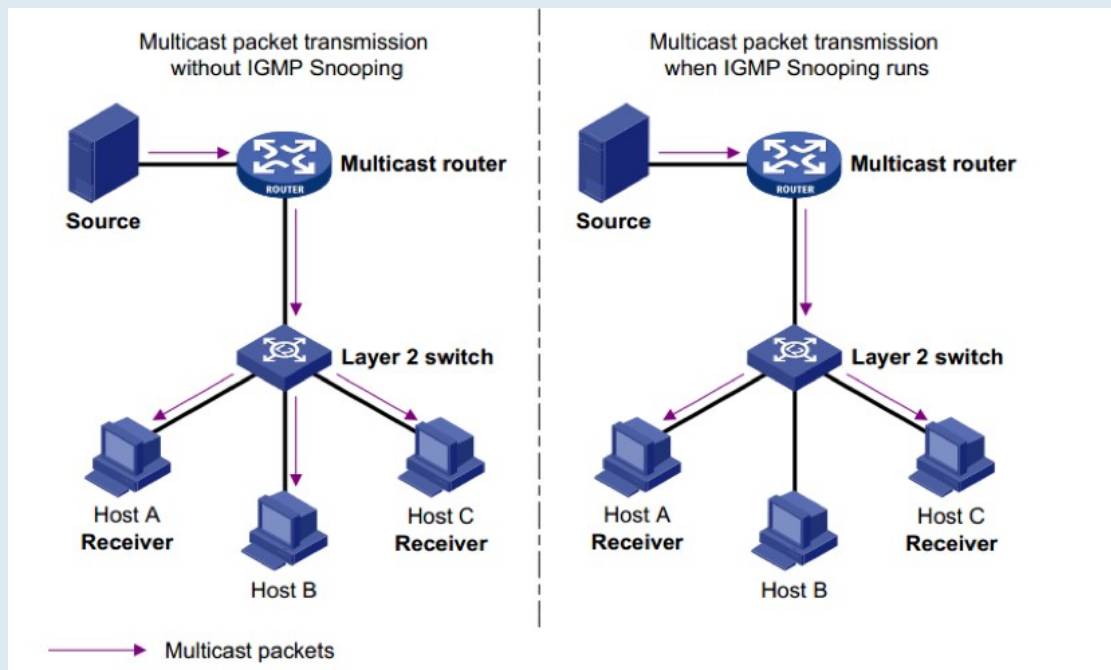 Multicast packet transmission
without IGMP Snooping
Source
ROUTER
Multicast router
Layer 2 switch
Host A
Receiver
Host B
Host C
Receiver
Multicast packet transmission
when IGMP Snooping runs
Source
ROUTER
Multicast router
Layer 2 switch
Host A
Receiver
Host B
Host C
Receiver
Multicast packets